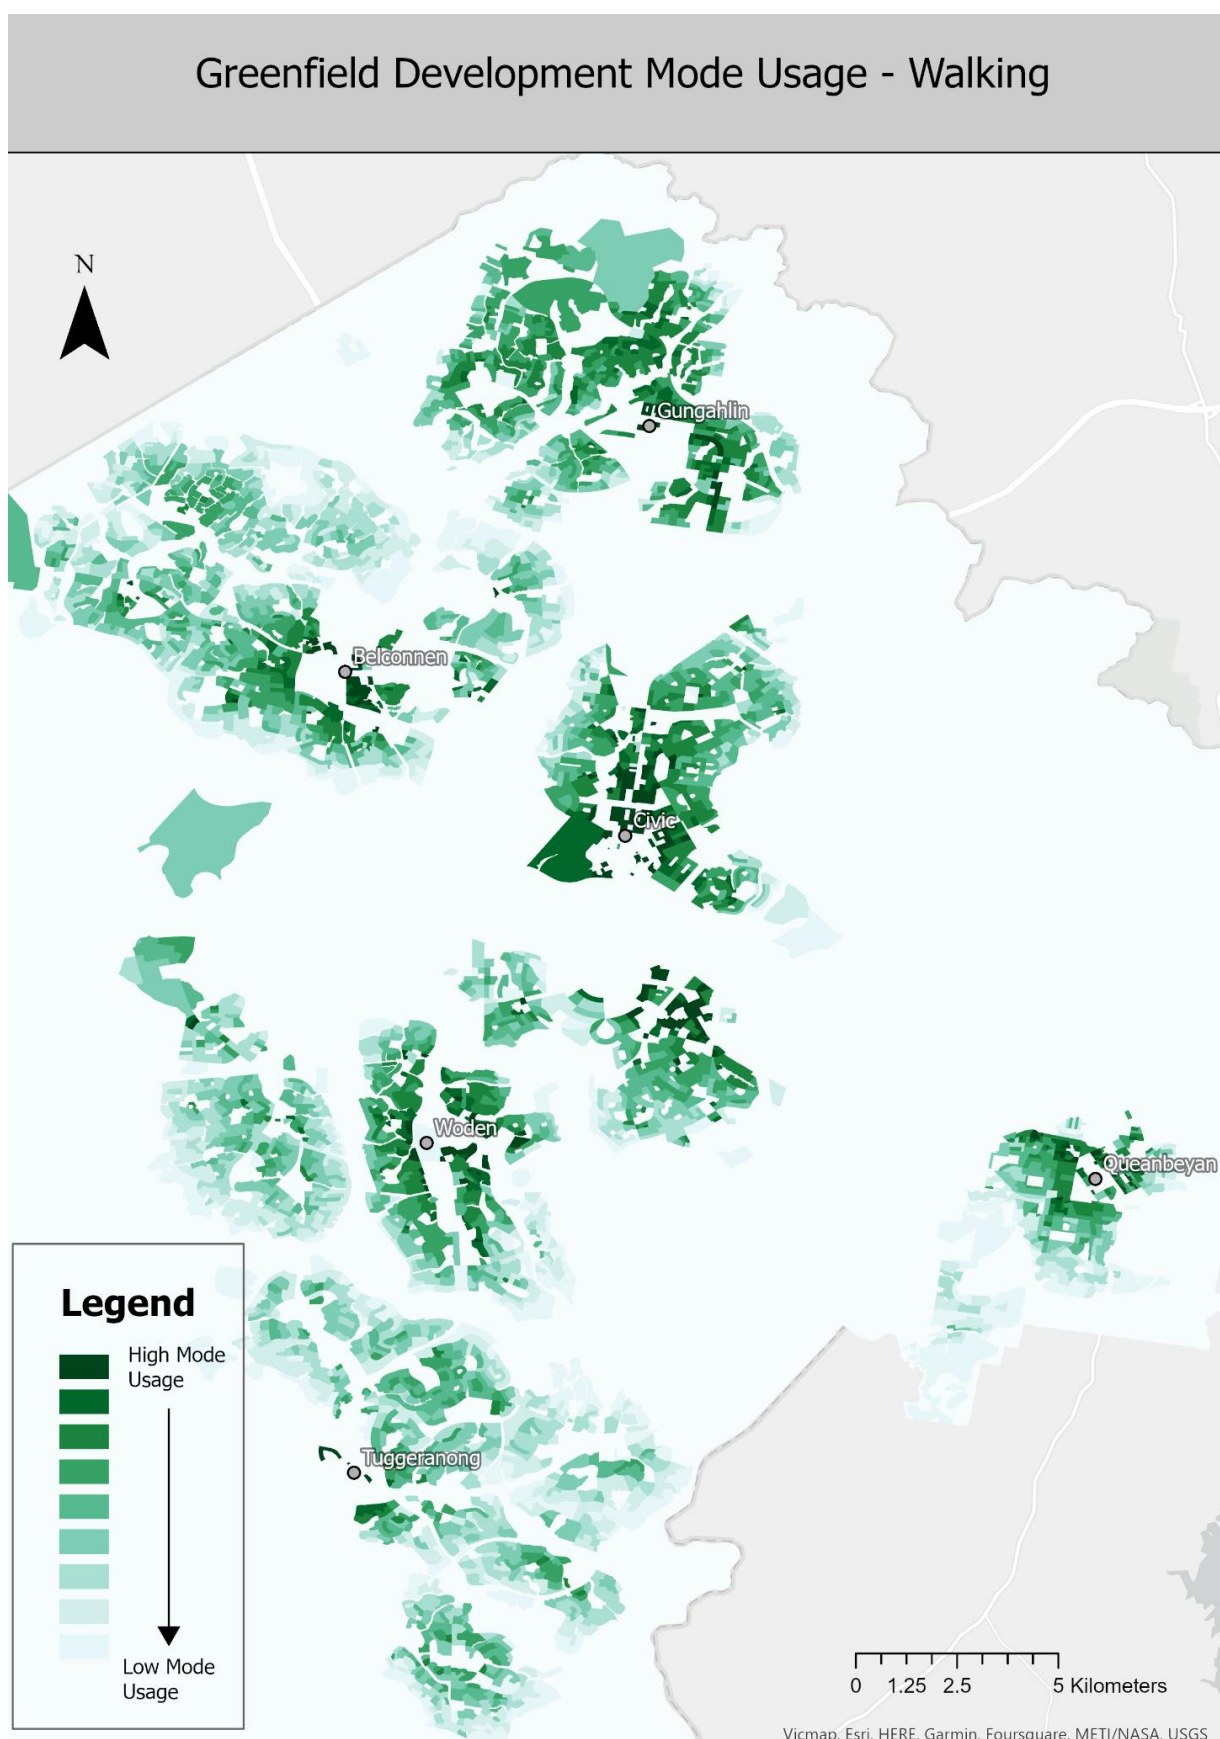 Greenfield Development Mode Usage - Walking
N
Gungahlin
Belconnen
Civic
Woden
Queanbeyan
Tuggeranong
Legend
High Mode
Usage
Low Mode
Usage
0 1.25 2.5 5 Kilometers
Vicmap, Esri, HERE, Garmin, Foursquare, METI/NASA, USGS